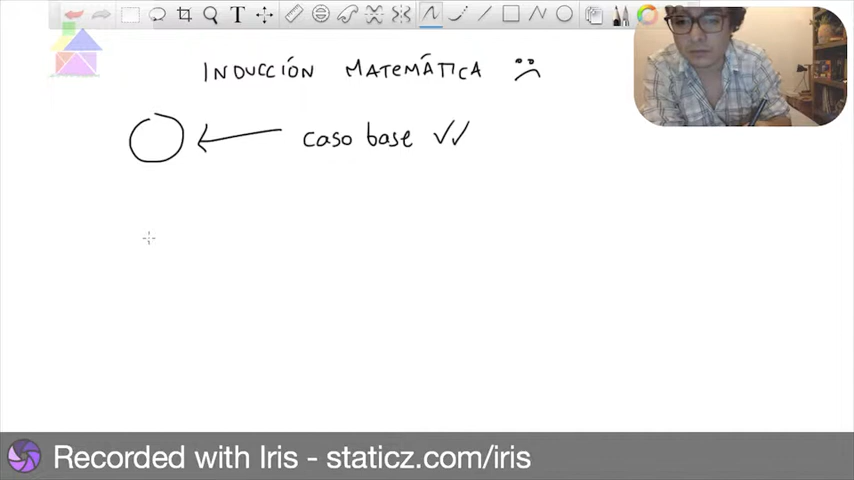 INDUCCIÓN MATEMÁTICA
caso base
Recorded with Iris - staticz.com/iris